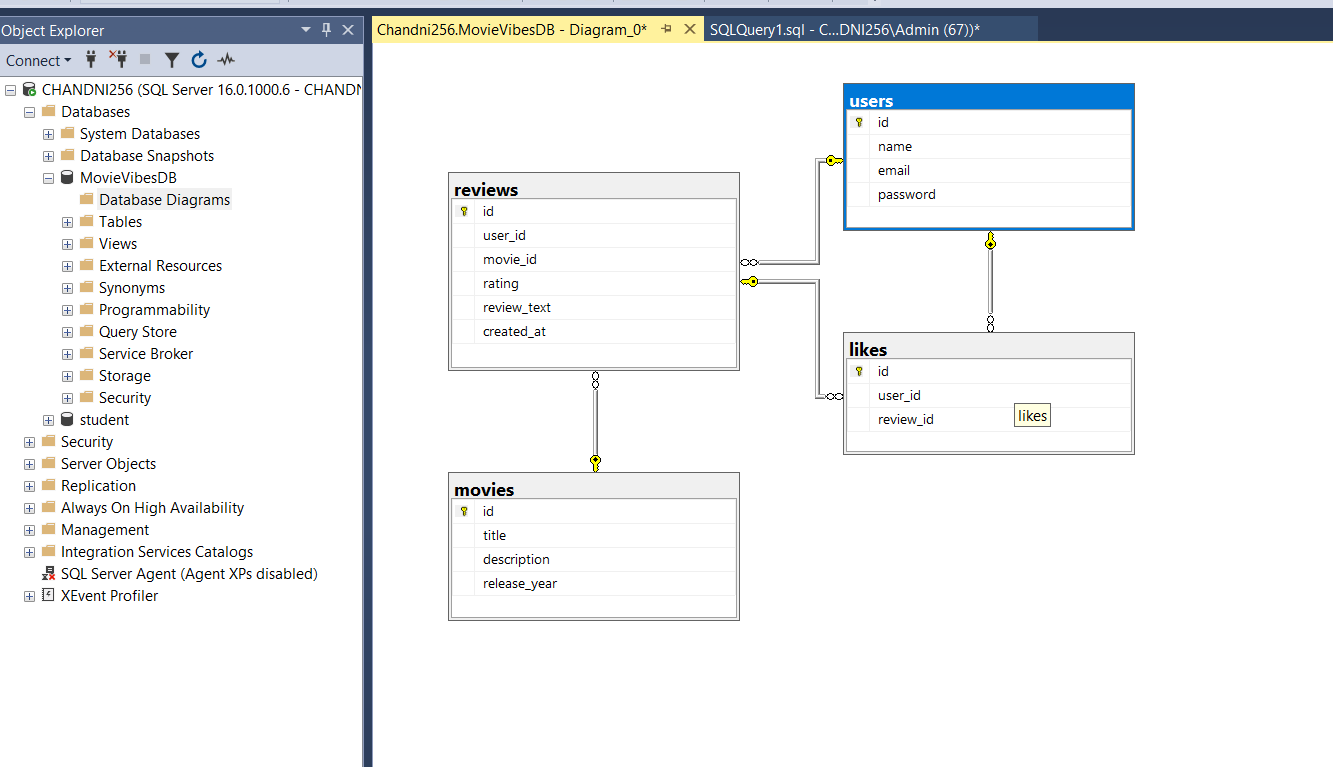 Object Explorer
Connect
CHANDNI256 (SQL Server 16.0.1000.6 - CHANDN
Databases
System Databases
Database Snapshots
MovieVibesDB
Database Diagrams
Tables
Views
External Resources
Synonyms
Programmability
Query Store
Service Broker
Storage
Security
student
Security
Server Objects
Replication
Always On High Availability
Management
Integration Services Catalogs
SQL Server Agent (Agent XPs disabled)
XEvent Profiler
Chandni256.MovieVibesDB - Diagram_0*
SQLQuery1.sql - C...DNI256\Admin (67))*
reviews
id
user_id
movie_id
rating
review_text
created_at
users
id
name
email
password
likes
id
user_id
review_id
likes
movies
id
title
description
release_year